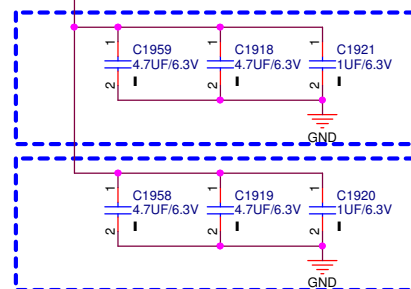 1 C1959 1 C1918 1 C1921
4.7UF/6.3V 4.7UF/6.3V 1UF/6.3V
2 I 2 I 2 I
GND
1 C1958 1 C1919 1 C1920
4.7UF/6.3V 4.7UF/6.3V 1UF/6.3V
2 I 2 I 2 I
GND